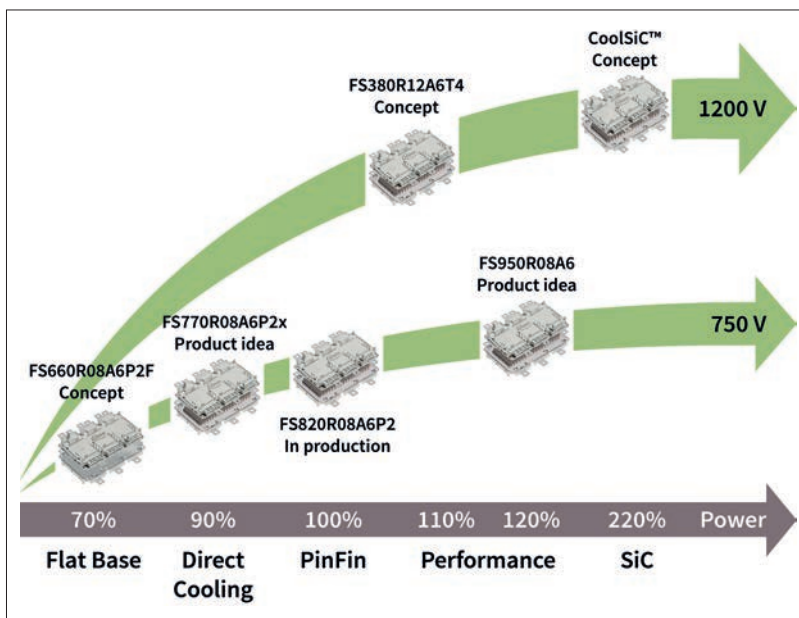 CoolSiC™
Concept
FS380R12A6T4
Concept
1200 V
FS950R08A6
Product idea
FS770R08A6P2x
Product idea
750 V
FS660R08A6P2F
Concept
FS820R08A6P2
In production
70% 90% 100% 110% 120% 220% Power
Flat Base Direct PinFin Performance SiC
Cooling